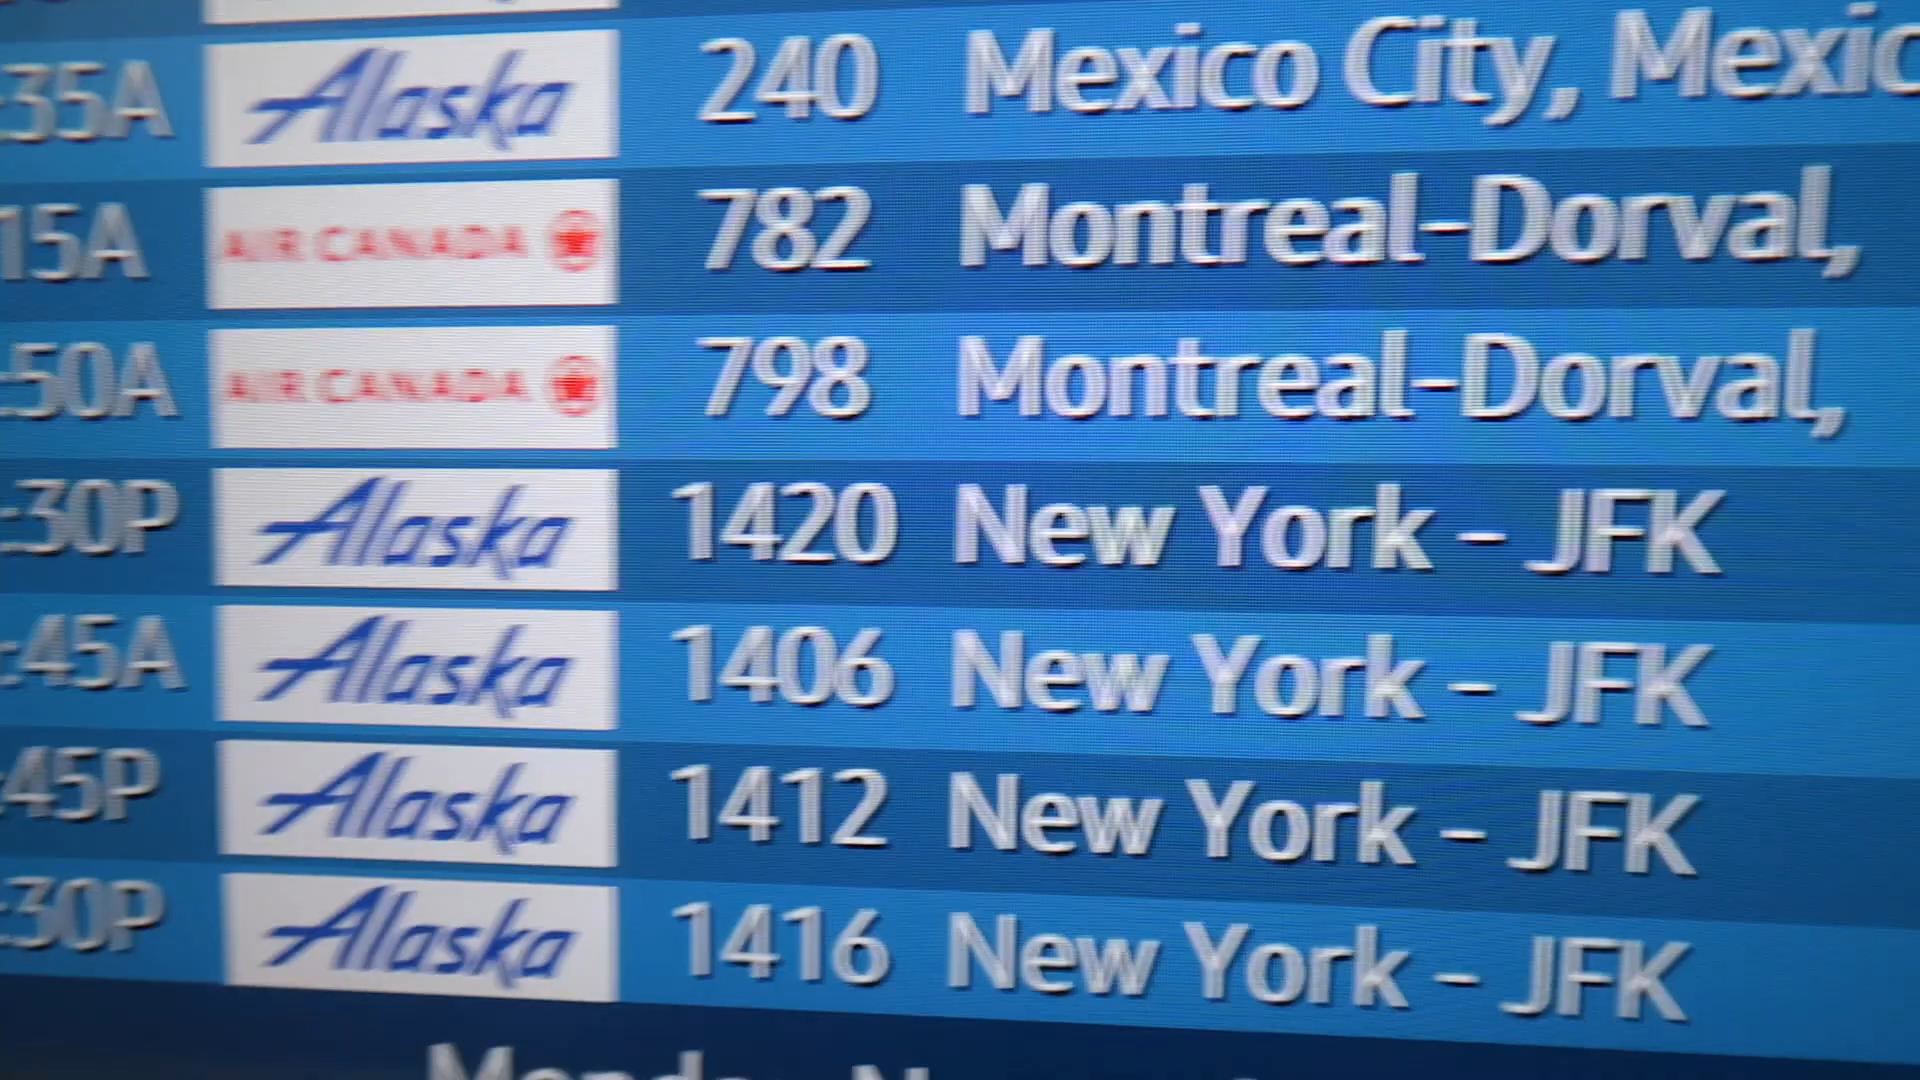 :35A Alaska 240 Mexico City, Mexic
15A AIR CANADA 782 Montreal-Dorval,
:50A AIR CANADA 798 Montreal-Dorval,
:30P Alaska 1420 New York - JFK
:45A Alaska 1406 New York - JFK
:45P Alaska 1412 New York - JFK
:30P Alaska 1416 New York - JFK